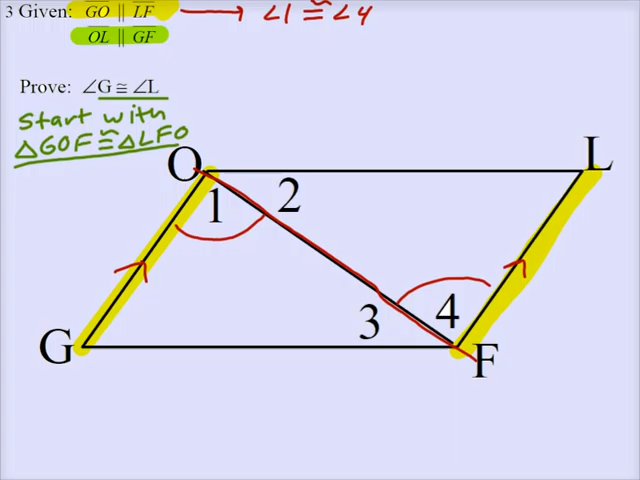 3 Given: GO || LF → ∠1 ≅ ∠4
OL || GF
Prove: ∠G ≅ ∠L
Start with
△GOF ≅ △LFO
O
L
1
2
3
4
G
F